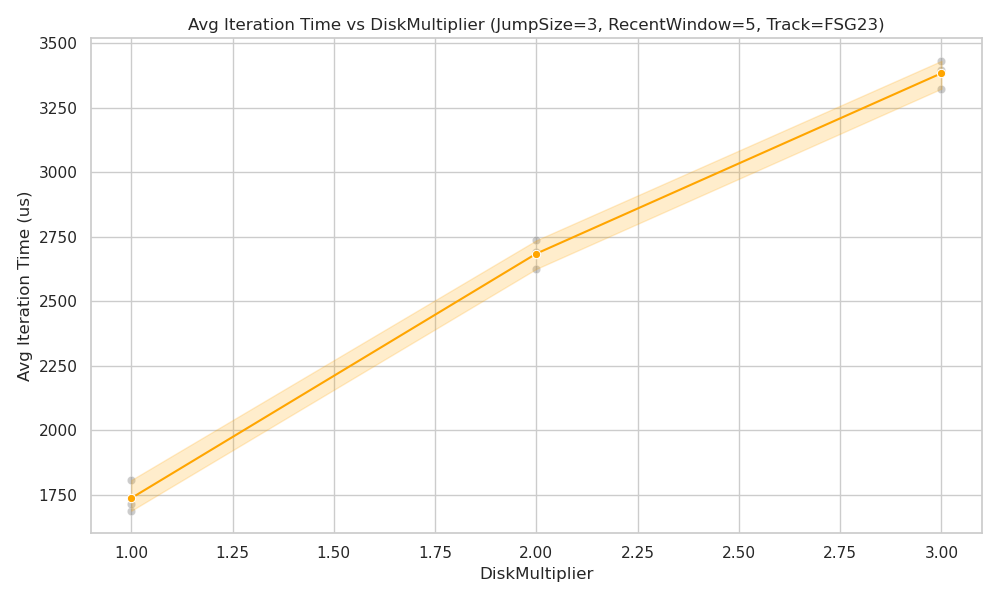 Avg Iteration Time vs DiskMultiplier (JumpSize=3, RecentWindow=5, Track=FSG23)
Avg Iteration Time (us)
3500
3250
3000
2750
2500
2250
2000
1750
1.00 1.25 1.50 1.75 2.00 2.25 2.50 2.75 3.00
DiskMultiplier